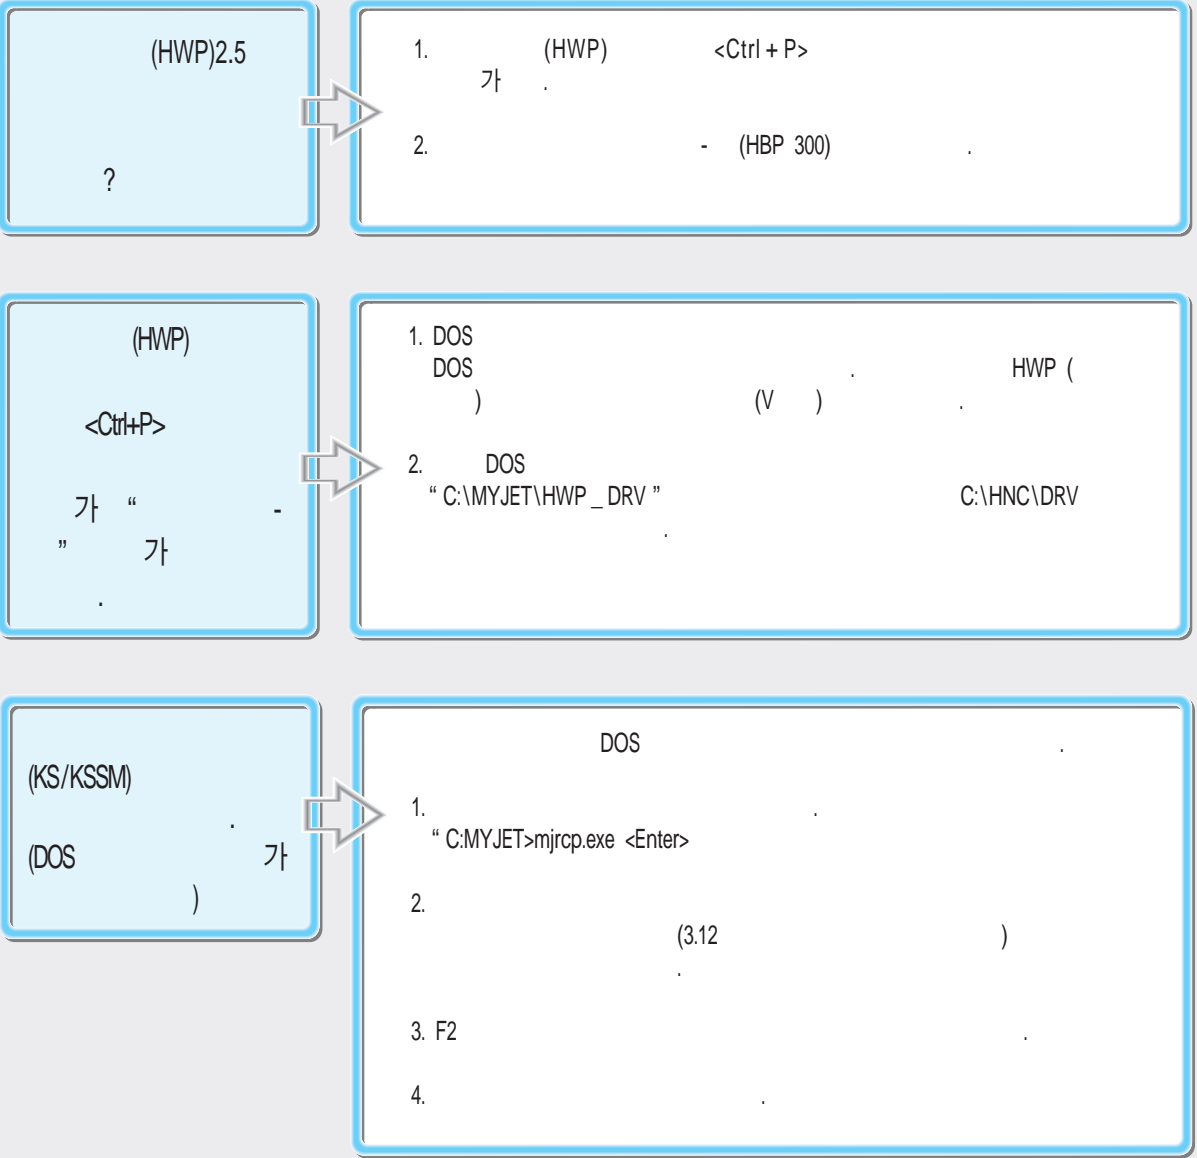 (HWP)2.5
?
1. (HWP) <Ctrl + P>
가 .
2. - (HBP 300) .
(HWP)
<Ctrl+P>
가 “ -
” 가
.
1. DOS
DOS . HWP (
) (V ) .
2. DOS
“ C:\MYJET\HWP _ DRV ” C:\HNC\DRV
.
(KS/KSSM)
.
(DOS 가
)
DOS .
1. .
“ C:MYJET>mjrcp.exe <Enter>
2.
(3.12 )
.
3. F2 .
4. .